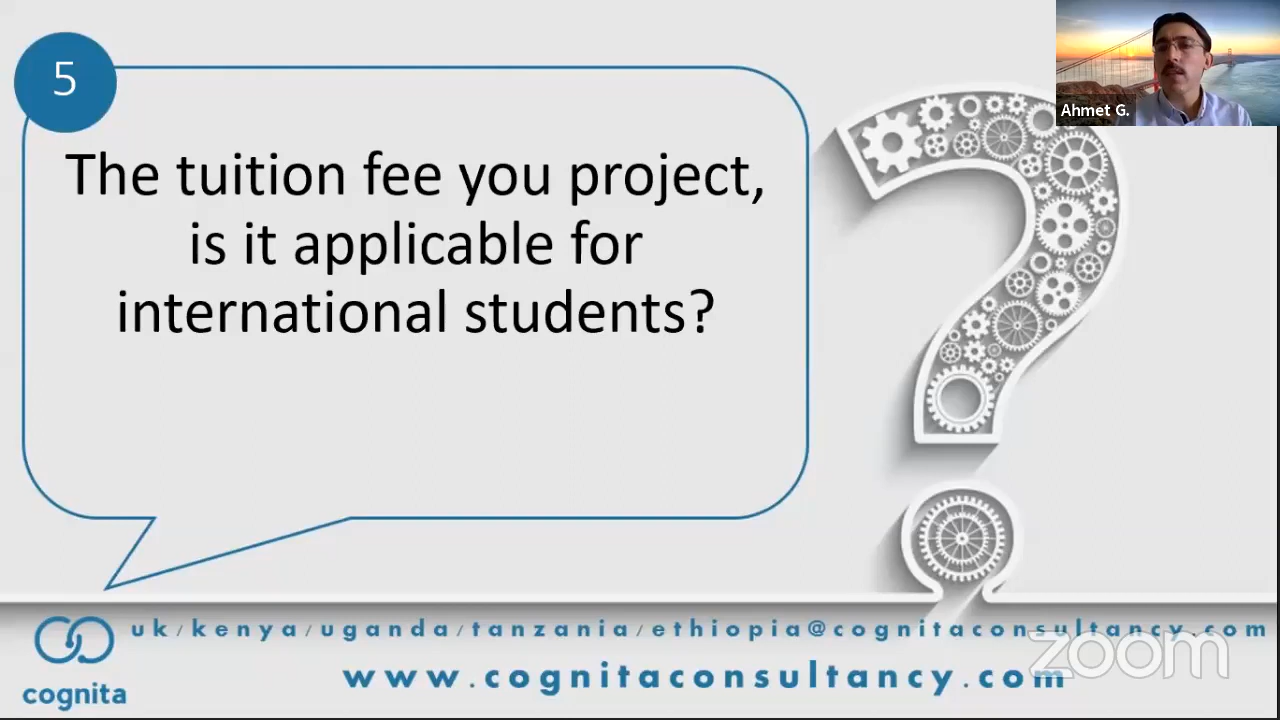 5
Ahmet G.
The tuition fee you project,
is it applicable for
international students?
uk/kenya/uganda/tanzania/ethiopia@cognitaconsultancy.com
zoom
www.cognitaconsultancy.com
cognita